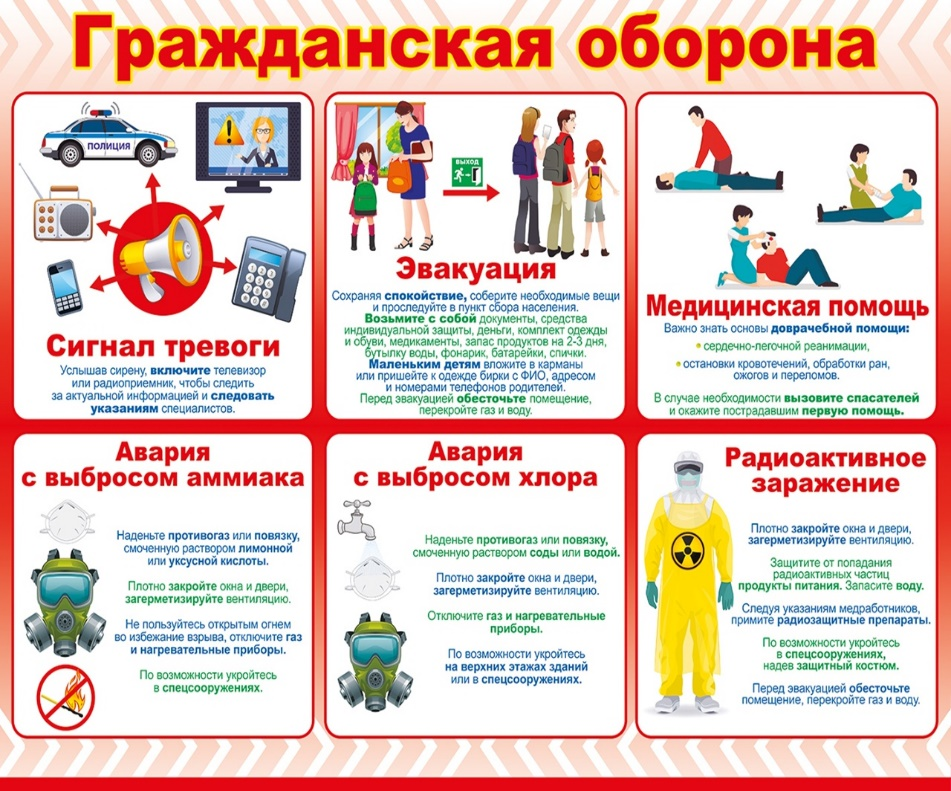 Гражданская оборона
ПОЛИЦИЯ
Сигнал тревоги
Услышав сирену, включите телевизор
или радиоприемник, чтобы следить
за актуальной информацией и следовать
указаниям специалистов.
ВЫХОД
Эвакуация
Сохраняя спокойствие, соберите необходимые вещи
и проследуйте в пункт сбора населения.
Возьмите с собой документы, средства
индивидуальной защиты, деньги, комплект одежды
и обуви, медикаменты, запас продуктов на 2-3 дня,
бутылку воды, фонарик, батарейки, спички.
Маленьким детям вложите в карманы
или пришейте к одежде бирки с ФИО, адресом
и номерами телефонов родителей.
Перед эвакуацией обесточьте помещение,
перекройте газ и воду.
Медицинская помощь
Важно знать основы доврачебной помощи:
• сердечно-легочной реанимации,
• остановки кровотечений, обработки ран,
ожогов и переломов.
В случае необходимости вызовите спасателей
и окажите пострадавшим первую помощь.
Авария
с выбросом аммиака
Наденьте противогаз или повязку,
смоченную раствором лимонной
или уксусной кислоты.
Плотно закройте окна и двери,
загерметизируйте вентиляцию.
Не пользуйтесь открытым огнем
во избежание взрыва, отключите газ
и нагревательные приборы.
По возможности укройтесь
в спецсооружениях.
Авария
с выбросом хлора
Наденьте противогаз или повязку,
смоченную раствором соды или водой.
Плотно закройте окна и двери,
загерметизируйте вентиляцию.
Отключите газ и нагревательные
приборы.
По возможности укройтесь
на верхних этажах зданий
или в спецсооружениях.
Радиоактивное
заражение
Плотно закройте окна и двери,
загерметизируйте вентиляцию.
Защитите от попадания
радиоактивных частиц
продукты питания. Запасите воду.
Следуя указаниям медработников,
примите радиозащитные препараты.
По возможности укройтесь
в спецсооружениях,
надев защитный костюм.
Перед эвакуацией обесточьте
помещение, перекройте газ и воду.